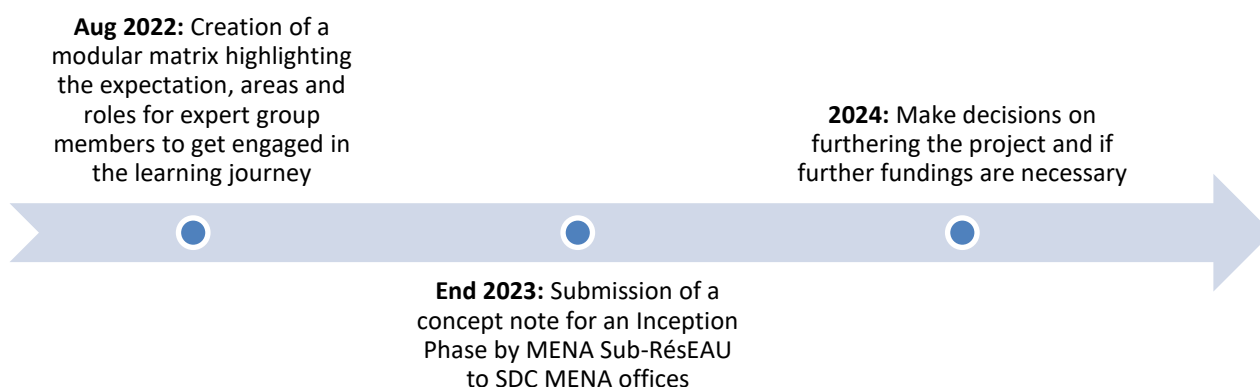 Aug 2022: Creation of a
modular matrix highlighting
the expectation, areas and
roles for expert group
members to get engaged in
the learning journey
End 2023: Submission of a
concept note for an Inception
Phase by MENA Sub-RésEAU
to SDC MENA offices
2024: Make decisions on
furthering the project and if
further fundings are necessary